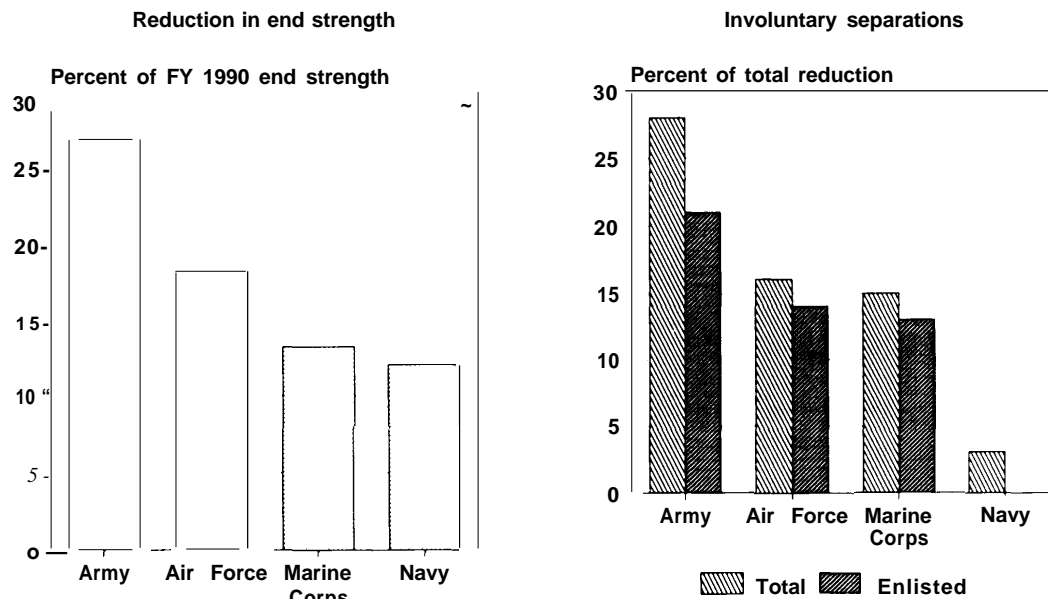 Reduction in end strength
Percent of FY 1990 end strength
30
25-
20-
15-
10 “
5 -
o —
Army Air Force Marine Corps Navy
~
Involuntary separations
Percent of total reduction
30
25
20
15
10
5
0
Army Air Force Marine Corps Navy
Total Enlisted